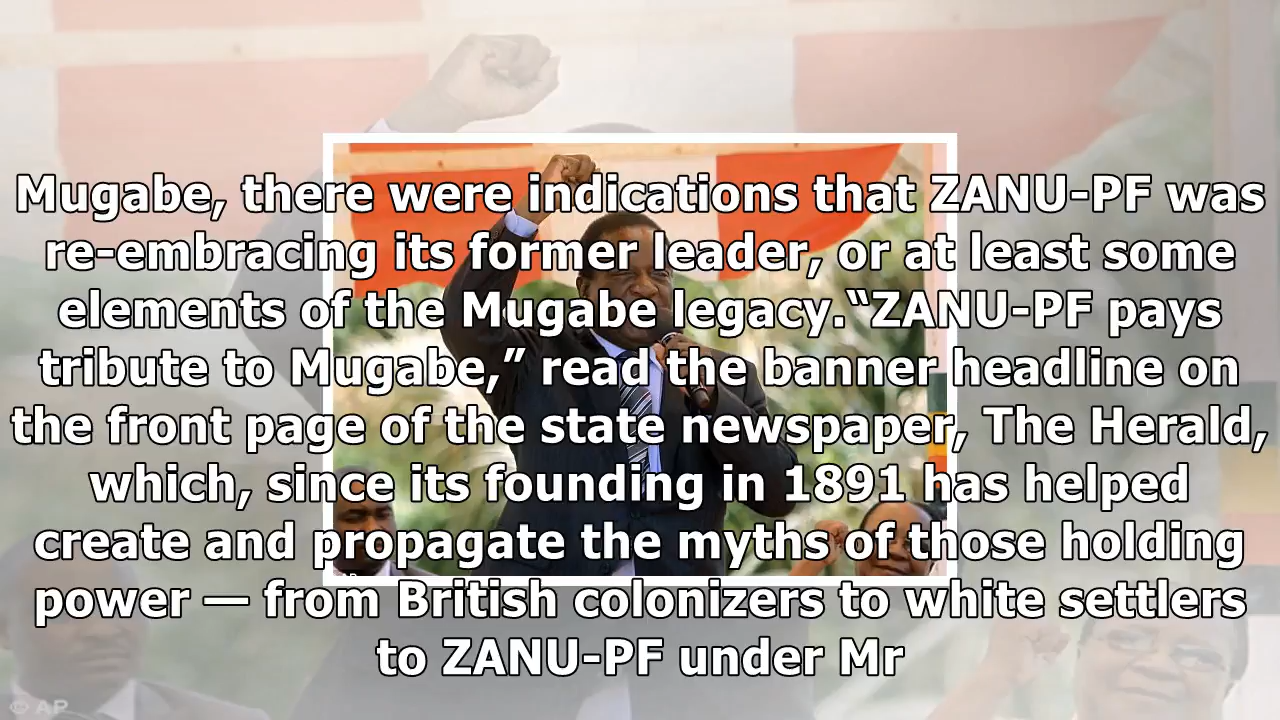 Mugabe, there were indications that ZANU-PF was
re-embracing its former leader, or at least some
elements of the Mugabe legacy.“ZANU-PF pays
tribute to Mugabe,” read the banner headline on
the front page of the state newspaper, The Herald,
which, since its founding in 1891 has helped
create and propagate the myths of those holding
power — from British colonizers to white settlers
to ZANU-PF under Mr
© AP